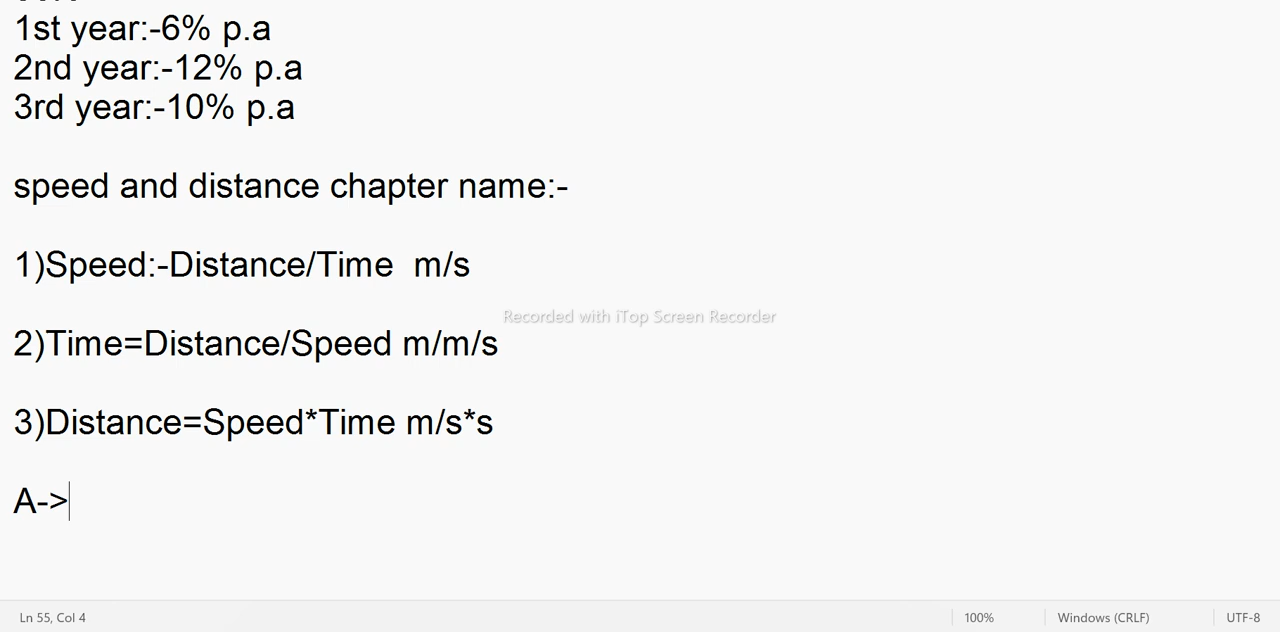 1st year:-6% p.a
2nd year:-12% p.a
3rd year:-10% p.a
speed and distance chapter name:-
1)Speed:-Distance/Time  m/s
Recorded with iTop Screen Recorder
2)Time=Distance/Speed m/m/s
3)Distance=Speed*Time m/s*s
A->
Ln 55, Col 4
100%
Windows (CRLF)
UTF-8